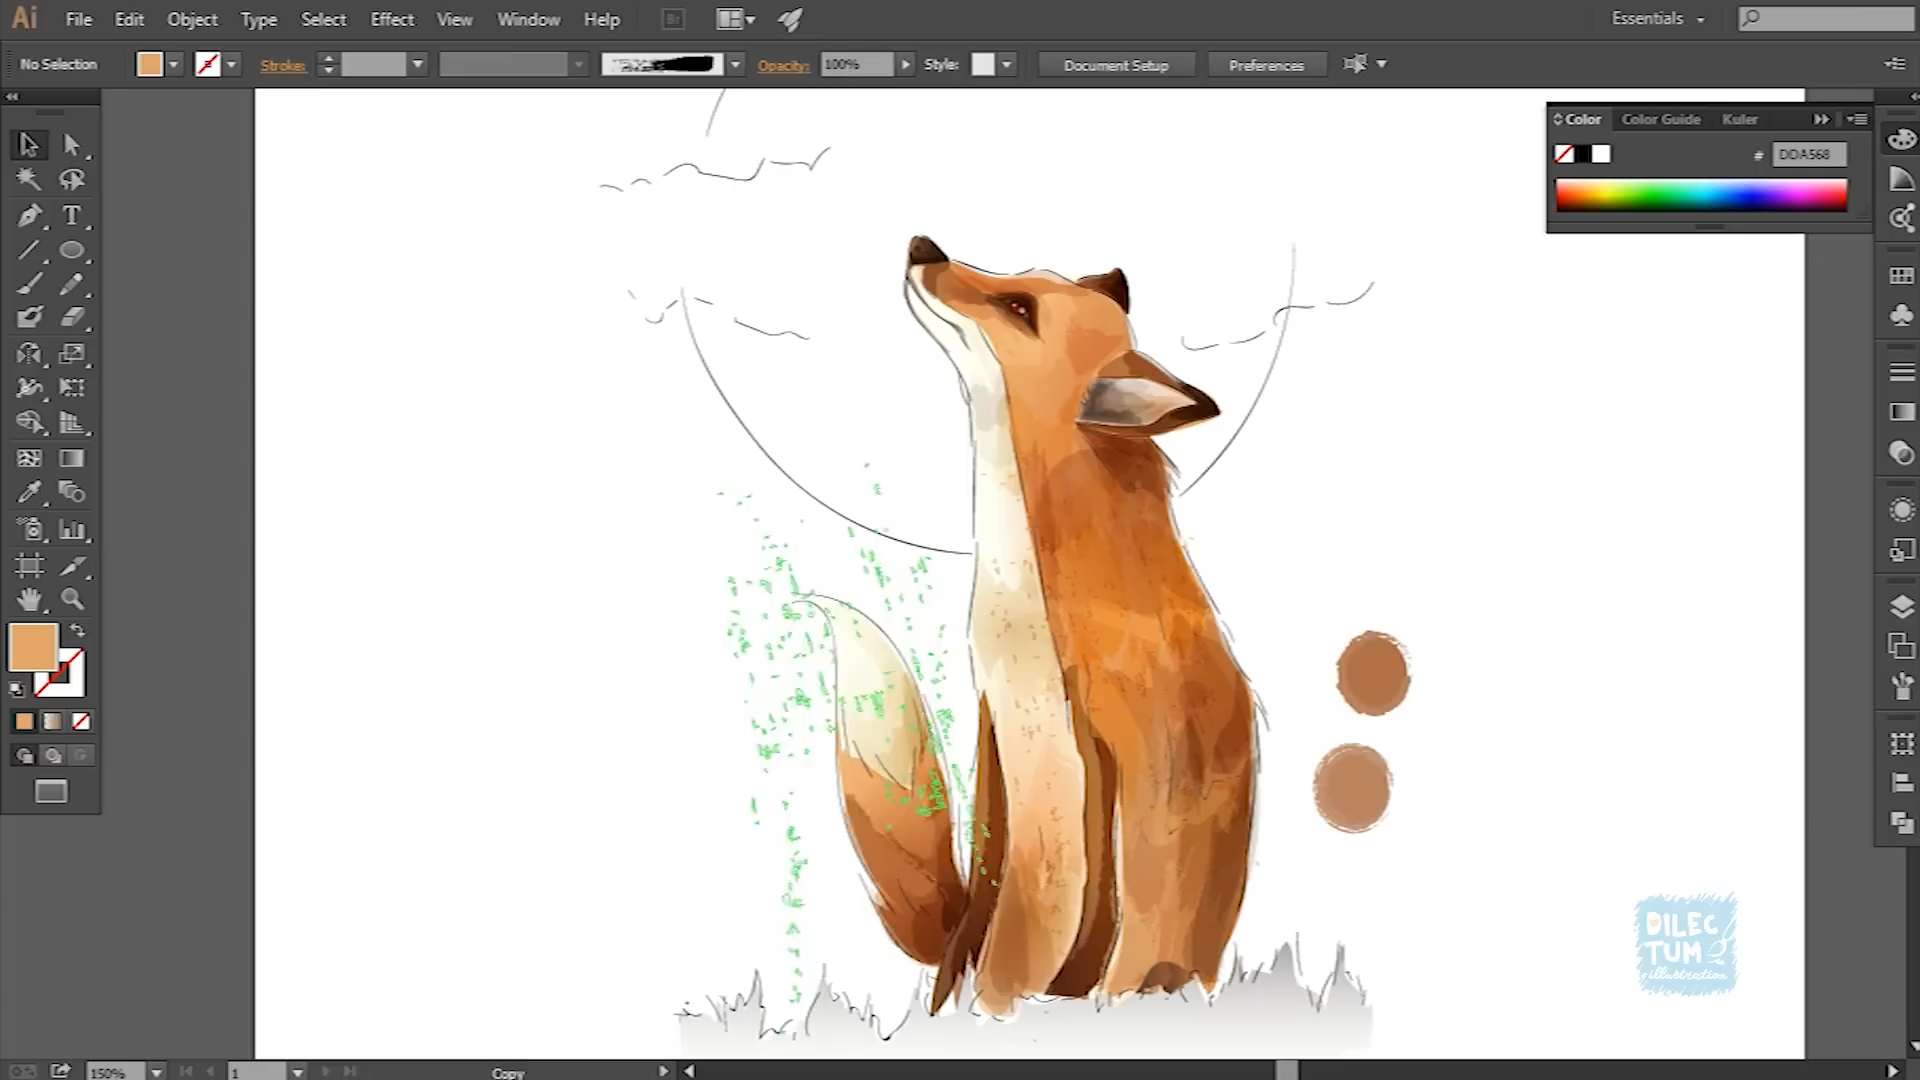 Ai File Edit Object Type Select Effect View Window Help Br Essentials
No Selection Stroke: Opacity: 100% Style: Document Setup Preferences
Color Color Guide Kuler
# DDA568
T
DILEC
TUM
illustration
150% 1 Copy